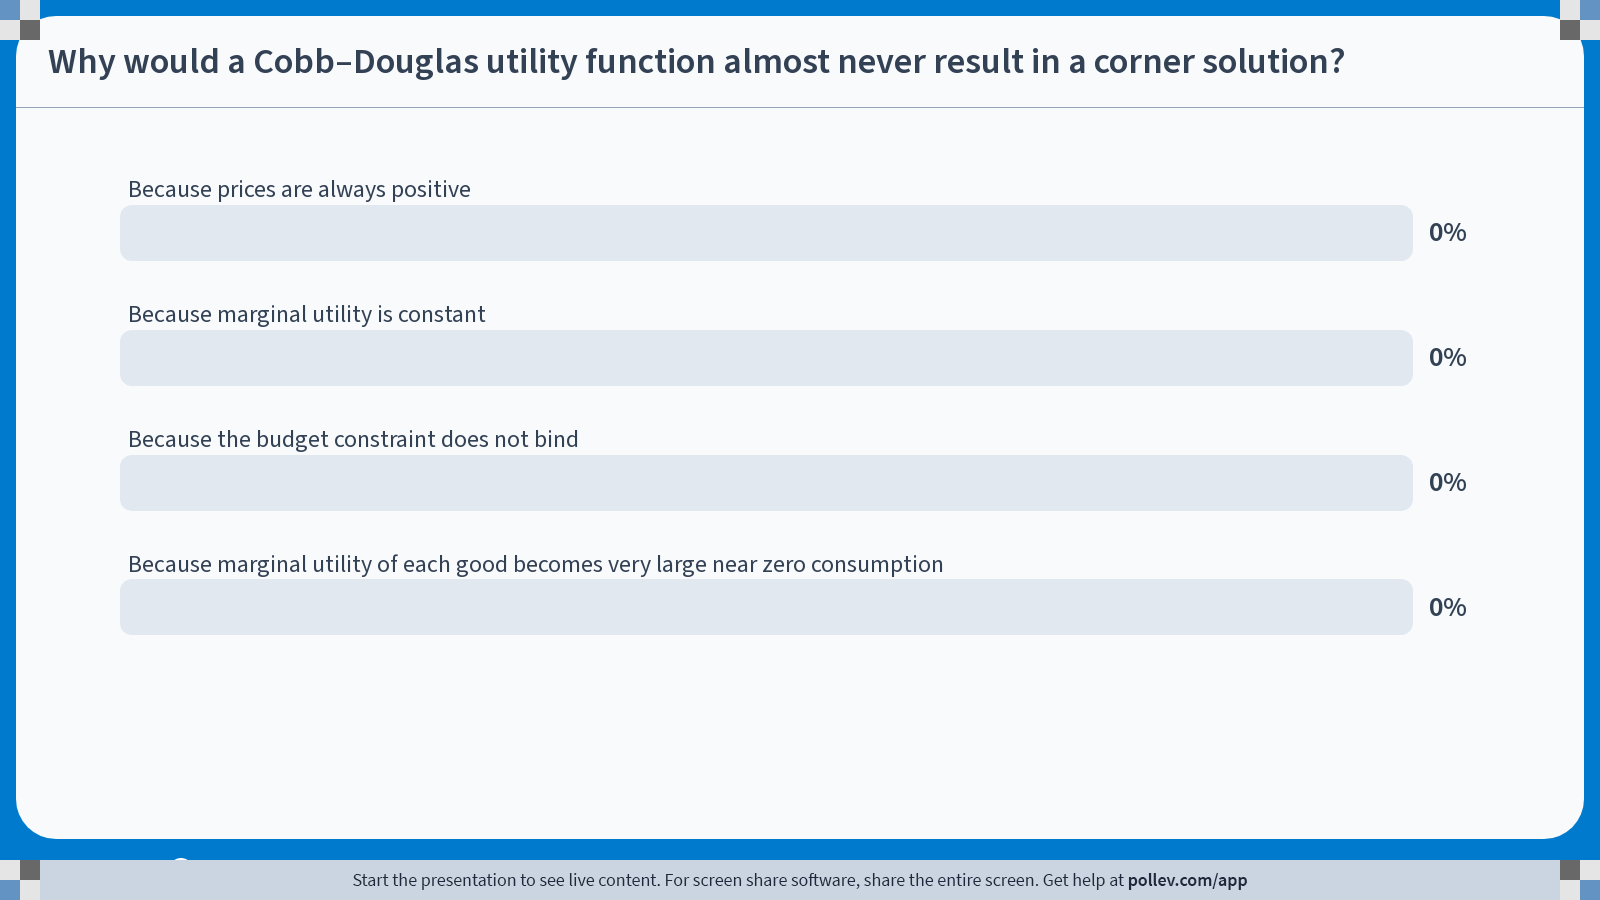 Why would a Cobb–Douglas utility function almost never result in a corner solution?
Because prices are always positive
0%
Because marginal utility is constant
0%
Because the budget constraint does not bind
0%
Because marginal utility of each good becomes very large near zero consumption
0%
Start the presentation to see live content. For screen share software, share the entire screen. Get help at pollev.com/app